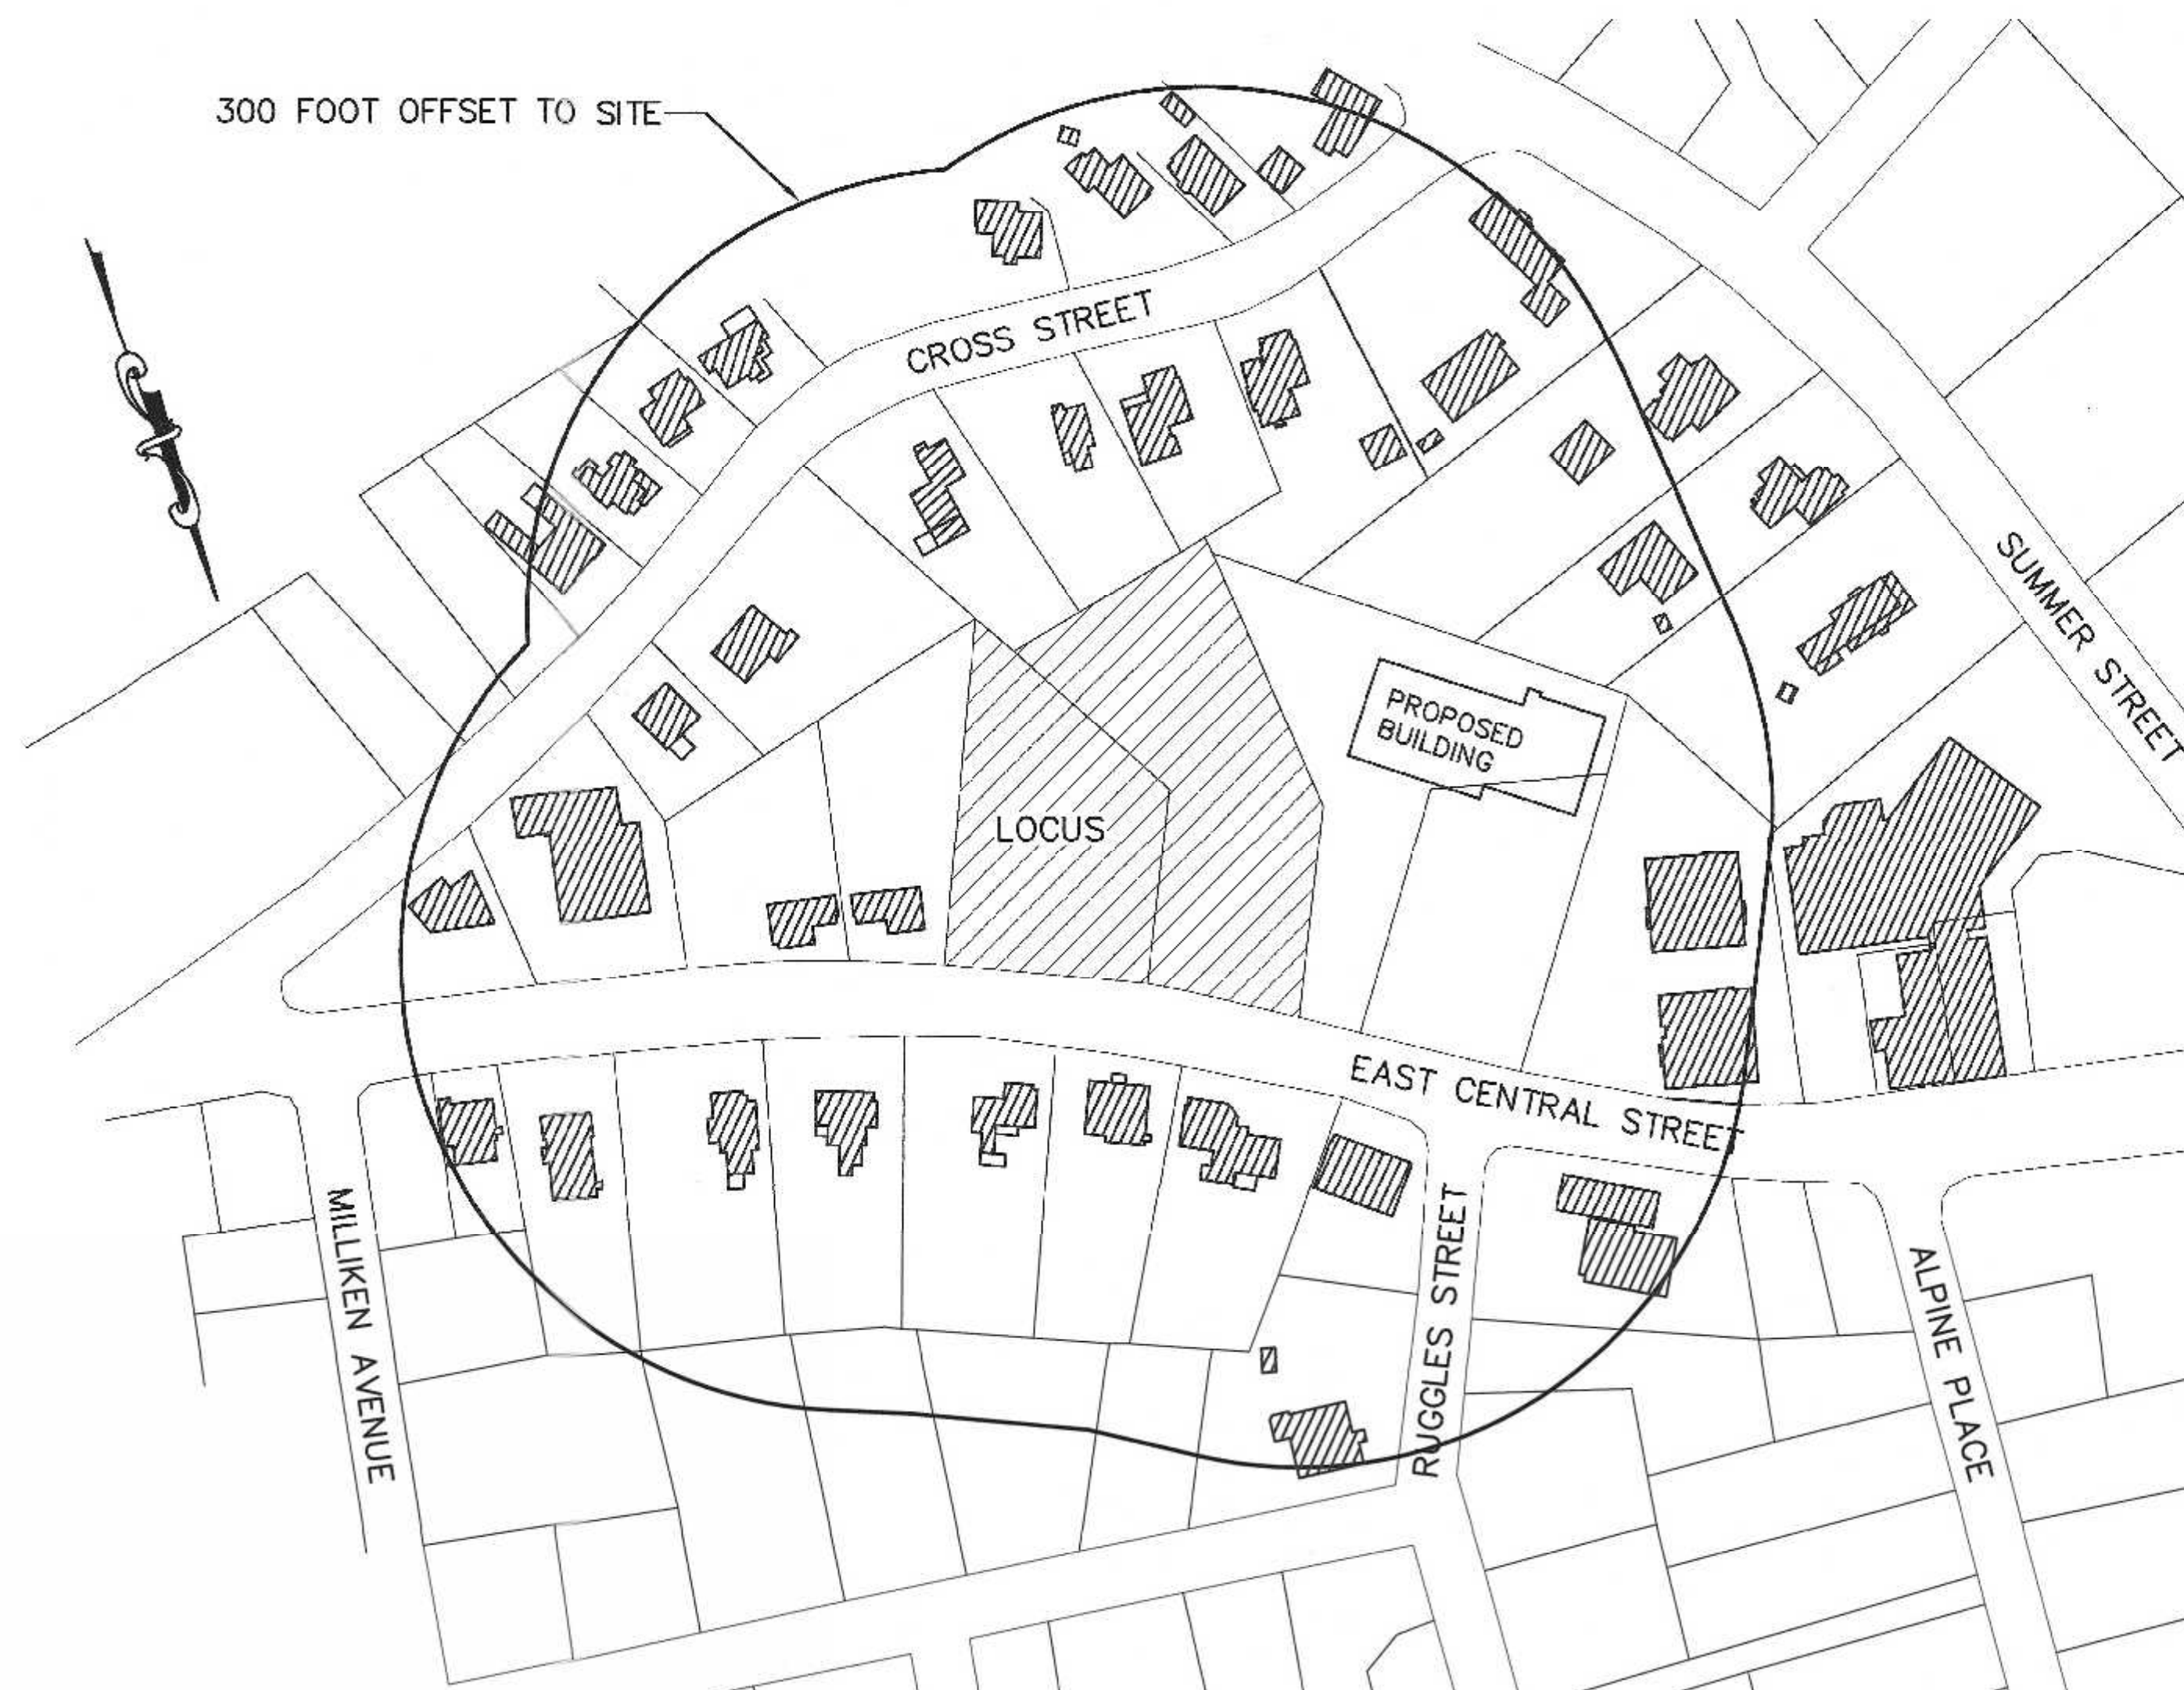 300 FOOT OFFSET TO SITE
CROSS STREET
SUMMER STREET
PROPOSED
BUILDING
LOCUS
EAST CENTRAL STREET
MILLIKEN AVENUE
RUGGLES STREET
ALPINE PLACE